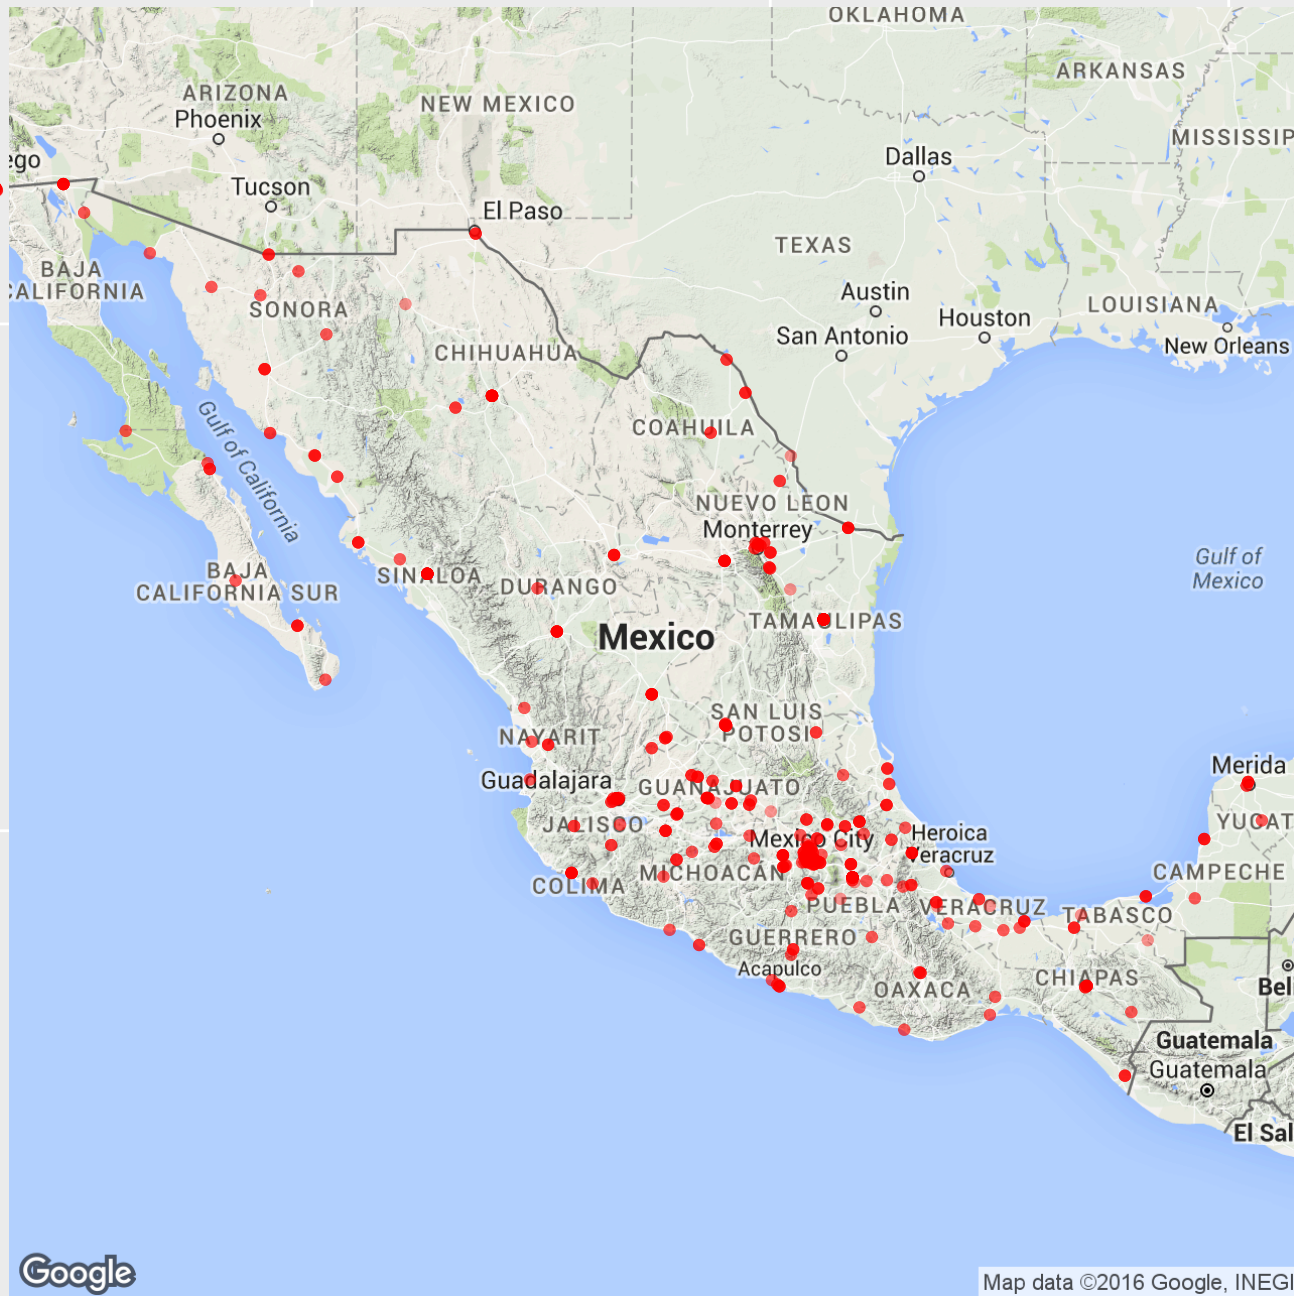 OKLAHOMA
ARKANSAS
ARIZONA
NEW MEXICO
Phoenix
MISSISSIP
ego
Dallas
Tucson
El Paso
TEXAS
BAJA
CALIFORNIA
SONORA
Austin
LOUISIANA
Houston
San Antonio
New Orleans
CHIHUAHUA
Gulf of California
COAHUILA
NUEVO LEON
Monterrey
Gulf of
Mexico
BAJA
CALIFORNIA SUR
SINALOA
DURANGO
TAMAULIPAS
Mexico
SAN LUIS
POTOSI
NAYARIT
Guadalajara
GUANAJUATO
Merida
YUCAT
JALISCO
Mexico City
Heroica
Veracruz
CAMPECHE
MICHOACÁN
COLIMA
PUEBLA
VERACRUZ
TABASCO
GUERRERO
Acapulco
CHIAPAS
OAXACA
Beli
Guatemala
Guatemala
El Sal
Google
Map data ©2016 Google, INEGI